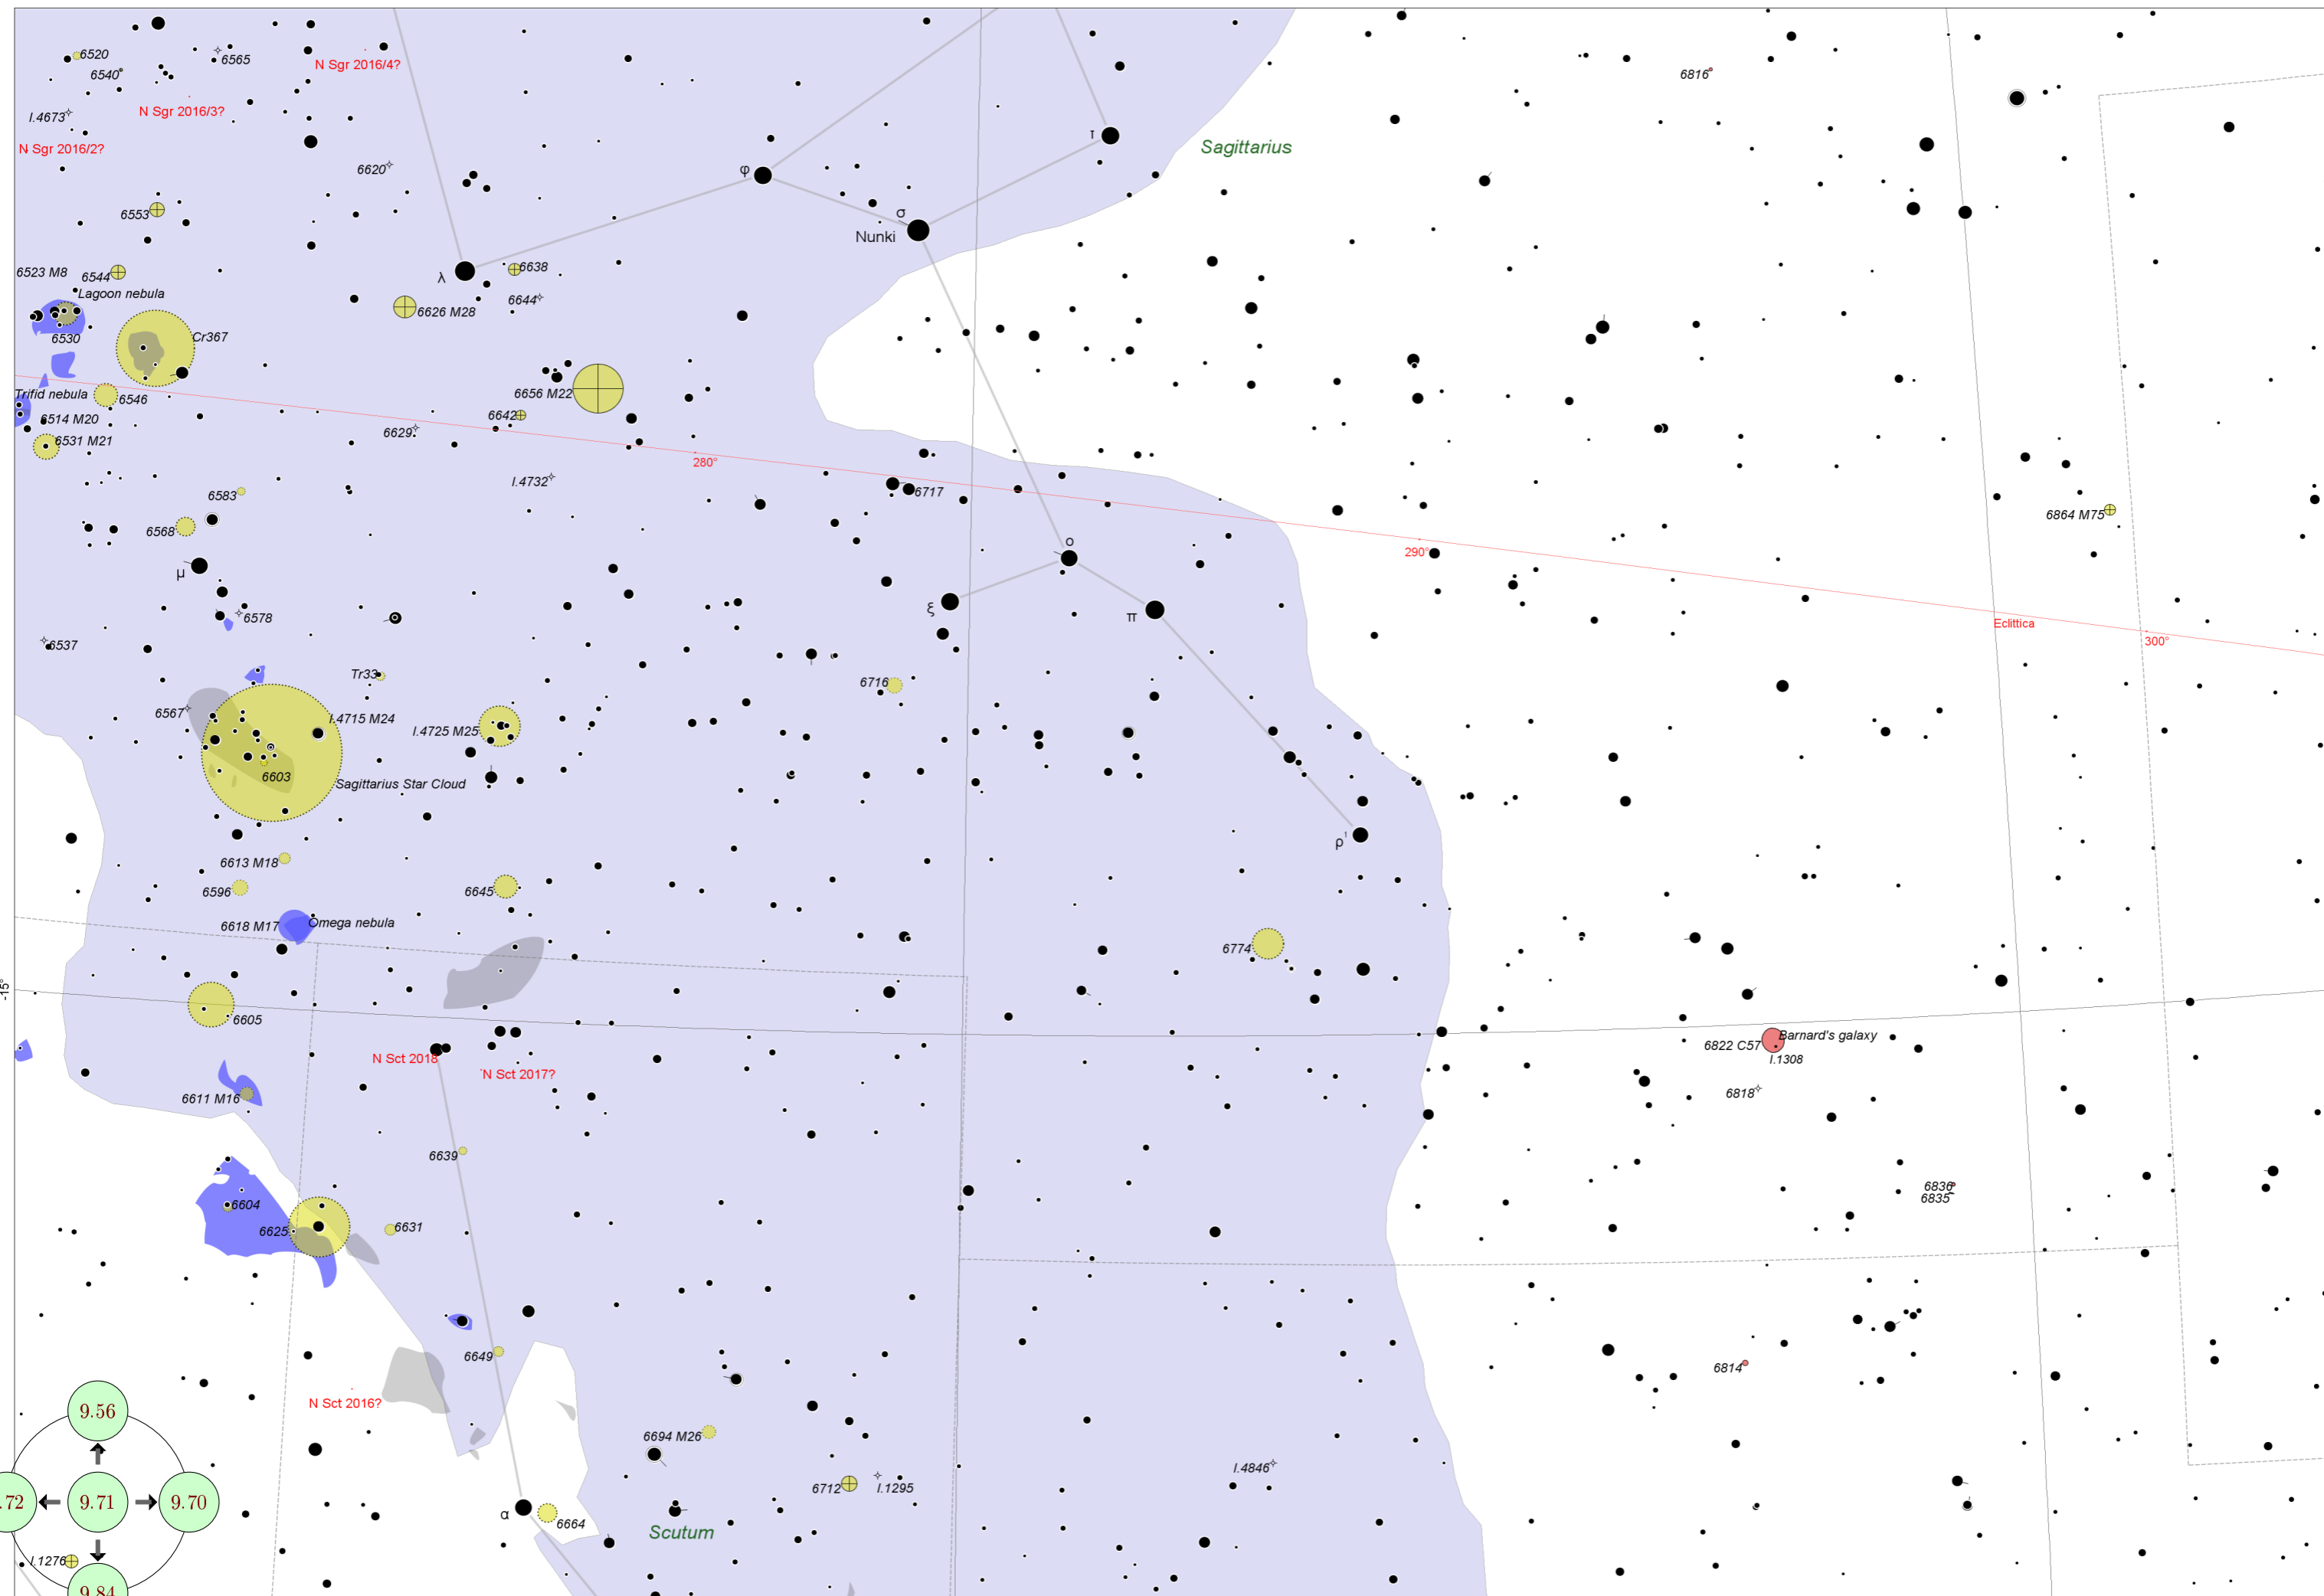 6520
6565
N Sgr 2016/4?
6540
6816
N Sgr 2016/3?
I.4673
τ
N Sgr 2016/2?
Sagittarius
6620
φ
6553
σ
Nunki
6523 M8
6544
λ
6638
Lagoon nebula
6644
6626 M28
6530
Cr367
Trifid nebula
6546
6656 M22
6514 M20
6642
6531 M21
6629
280°
I.4732
6583
6717
6864 M75
6568
ο
290°
μ
ξ
π
6578
Eclittica
6537
300°
Tr33
6716
6567
I.4715 M24
I.4725 M25
6603
Sagittarius Star Cloud
ρ¹
6613 M18
6596
6645
6618 M17
Omega nebula
6774
-15°
6605
Barnard's galaxy
6822 C57
N Sct 2018
I.1308
N Sct 2017?
6818
6611 M16
6639
6836
6835
6604
6625
6631
6649
6814
N Sct 2016?
9.56
6694 M26
I.4846
6712
I.1295
.72
9.71
9.70
α
6664
Scutum
I.1276
9.84